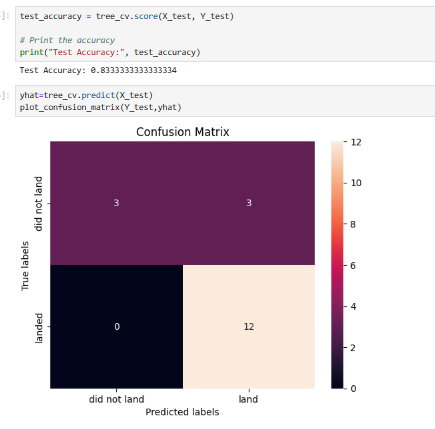 ]:
test_accuracy = tree_cv.score(X_test, Y_test)
# Print the accuracy
print("Test Accuracy:", test_accuracy)
Test Accuracy: 0.8333333333333334
]:
yhat=tree_cv.predict(X_test)
plot_confusion_matrix(Y_test,yhat)
Confusion Matrix
True labels
did not land
landed
3
3
0
12
did not land
land
Predicted labels
12
10
8
6
4
2
0